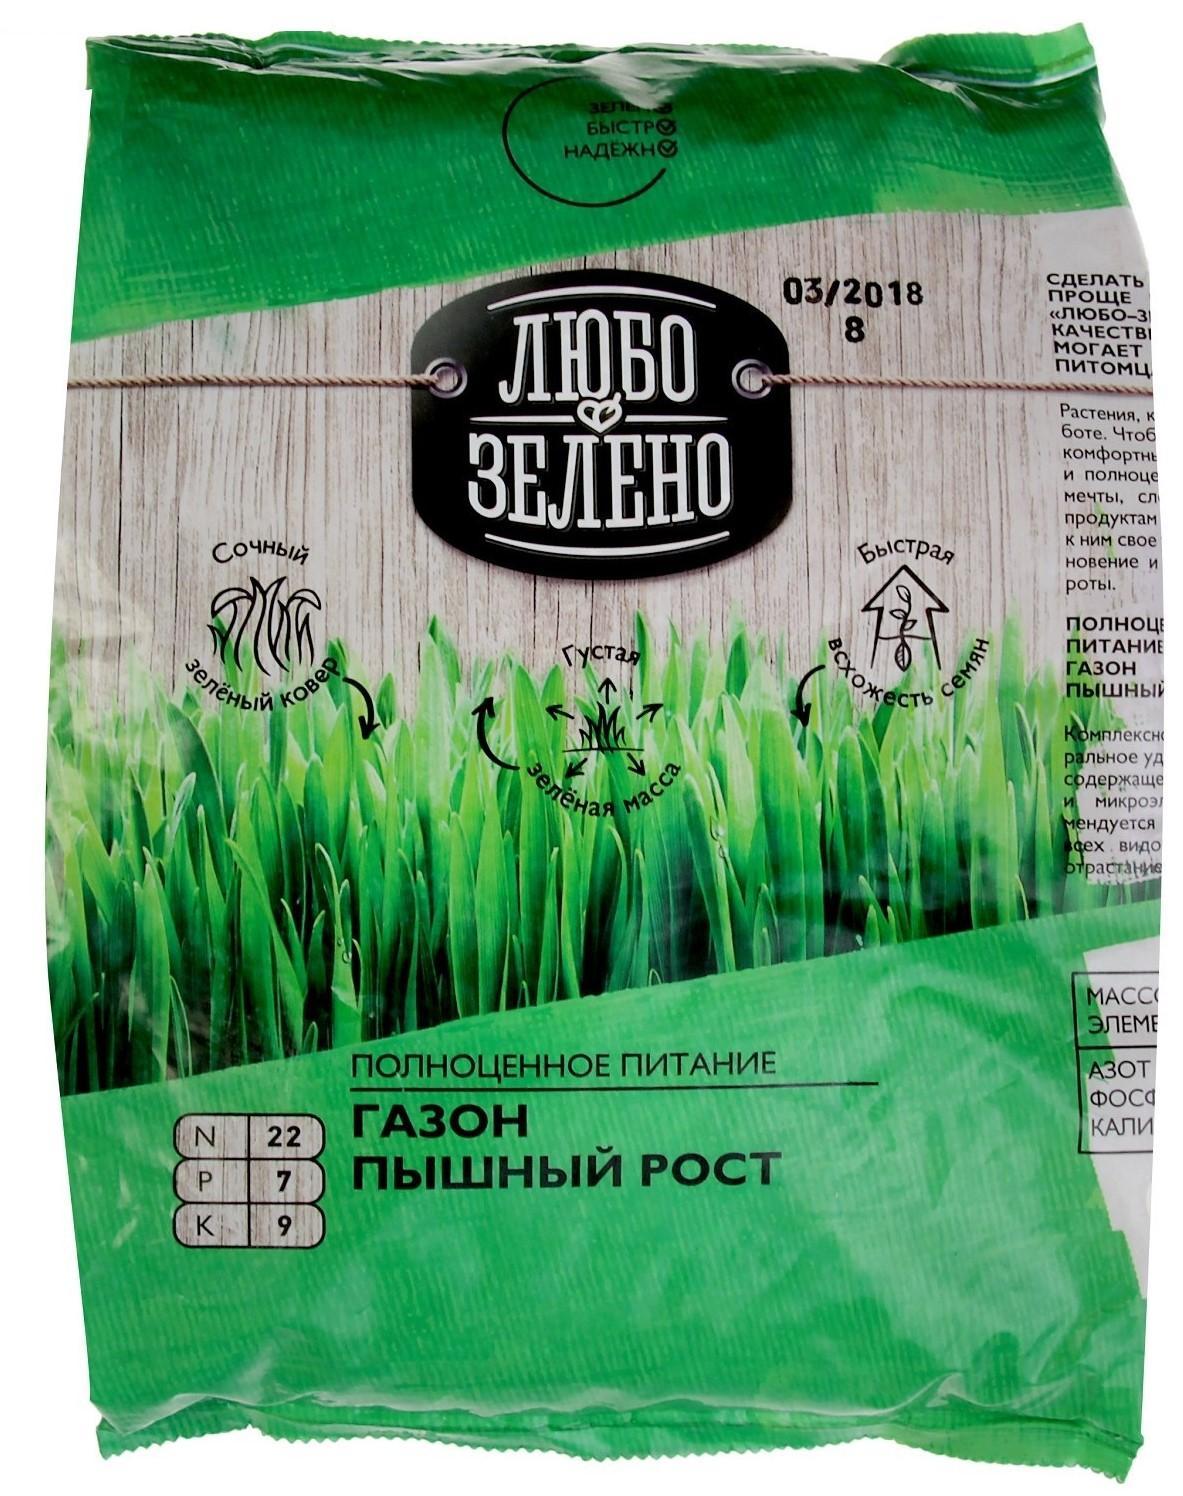 ЗЕЛЕНО
БЫСТРО
НАДЁЖНО
ЛЮБО
ЗЕЛЕНО
03/2018
8
Сочный
зелёный ковер
Густая
зелёная масса
Быстрая
всхожесть семян
ПОЛНОЦЕННОЕ ПИТАНИЕ
ГАЗОН
ПЫШНЫЙ РОСТ
N 22
P 7
K 9
СДЕЛАТЬ
ПРОЩЕ
«ЛЮБО-З
КАЧЕСТВ
МОГАЕТ
ПИТОМЦ
Растения, к
боте. Чтоб
комфортн
и полноце
мечты, сл
продуктам
к ним свое
новение и
роты.
ПОЛНОЦЕ
ПИТАНИЕ
ГАЗОН
ПЫШНЫЙ
Комплексн
ральное уд
содержаще
и микроэл
мендуется
всех видо
отрастание
МАСС
ЭЛЕМЕ
АЗОТ
ФОСФ
КАЛИ